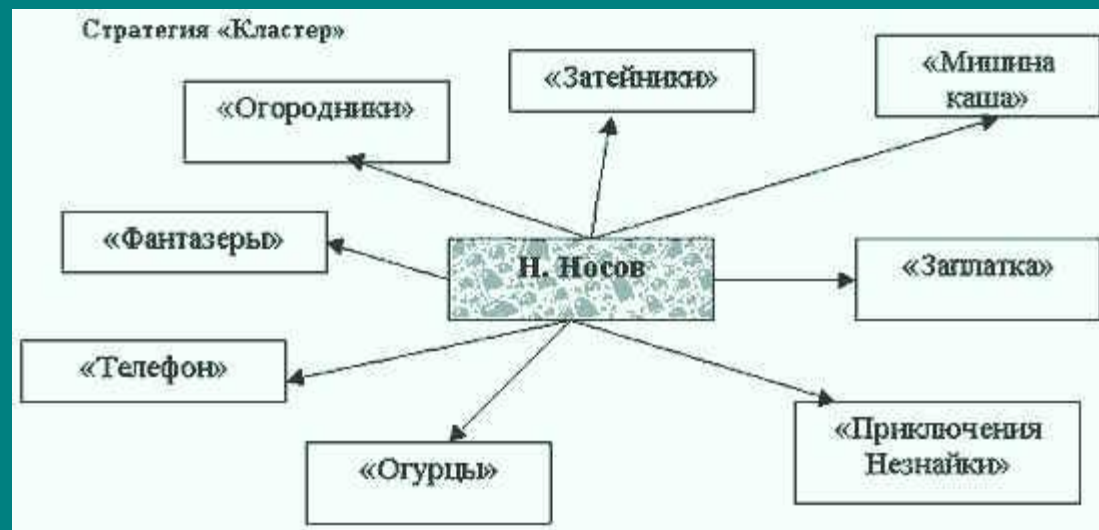 Стратегия «Кластер»
«Затейники»
«Мишина
каша»
«Огородники»
«Фантазеры»
Н. Носов
«Заплатка»
«Телефон»
«Огурцы»
«Приключения
Незнайки»